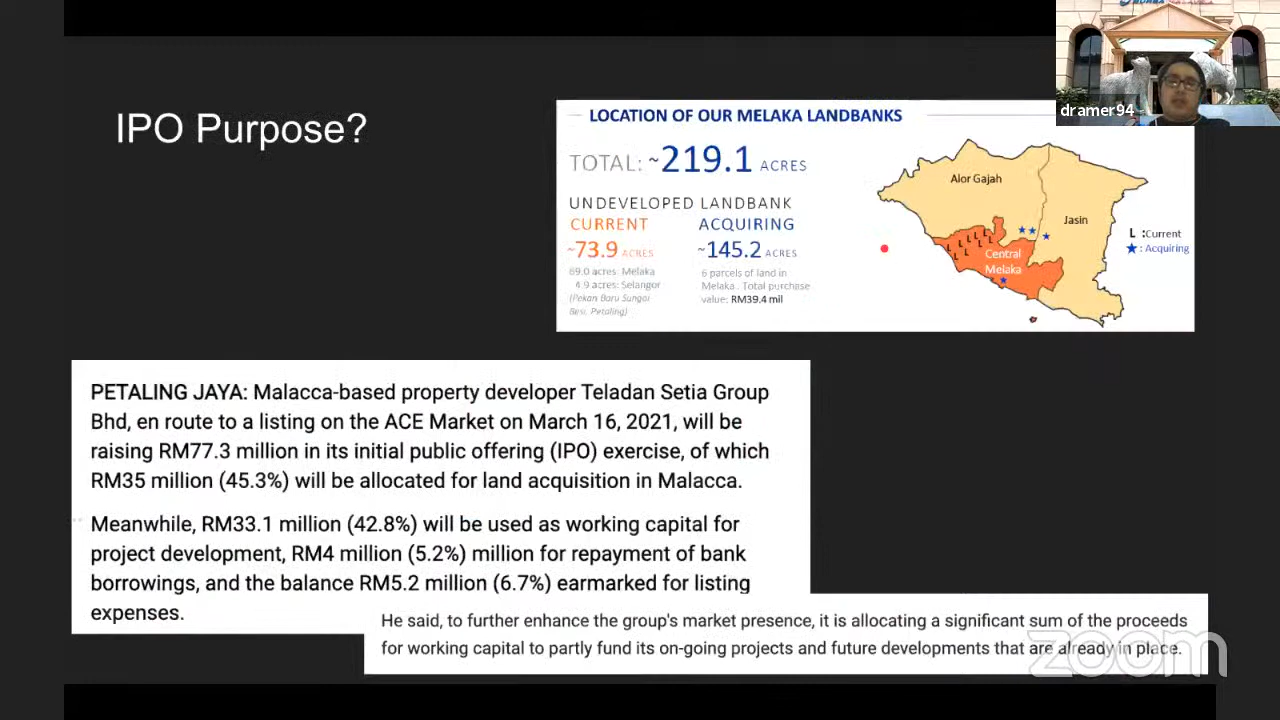 dramer94
IPO Purpose?
LOCATION OF OUR MELAKA LANDBANKS
TOTAL: ~219.1 ACRES
UNDEVELOPED LANDBANK
CURRENT
~73.9 ACRES
69.0 acres: Melaka
4.9 acres: Selangor
(Pekan Baru Sungai
Besi, Petaling)
ACQUIRING
~145.2 ACRES
6 parcels of land in
Melaka. Total purchase
value: RM39.4 mil
Alor Gajah
Jasin
Central
Melaka
L L L L L L L L
L :Current
★: Acquiring
PETALING JAYA: Malacca-based property developer Teladan Setia Group
Bhd, en route to a listing on the ACE Market on March 16, 2021, will be
raising RM77.3 million in its initial public offering (IPO) exercise, of which
RM35 million (45.3%) will be allocated for land acquisition in Malacca.
Meanwhile, RM33.1 million (42.8%) will be used as working capital for
project development, RM4 million (5.2%) million for repayment of bank
borrowings, and the balance RM5.2 million (6.7%) earmarked for listing
expenses.
He said, to further enhance the group's market presence, it is allocating a significant sum of the proceeds
for working capital to partly fund its on-going projects and future developments that are already in place.
zoom